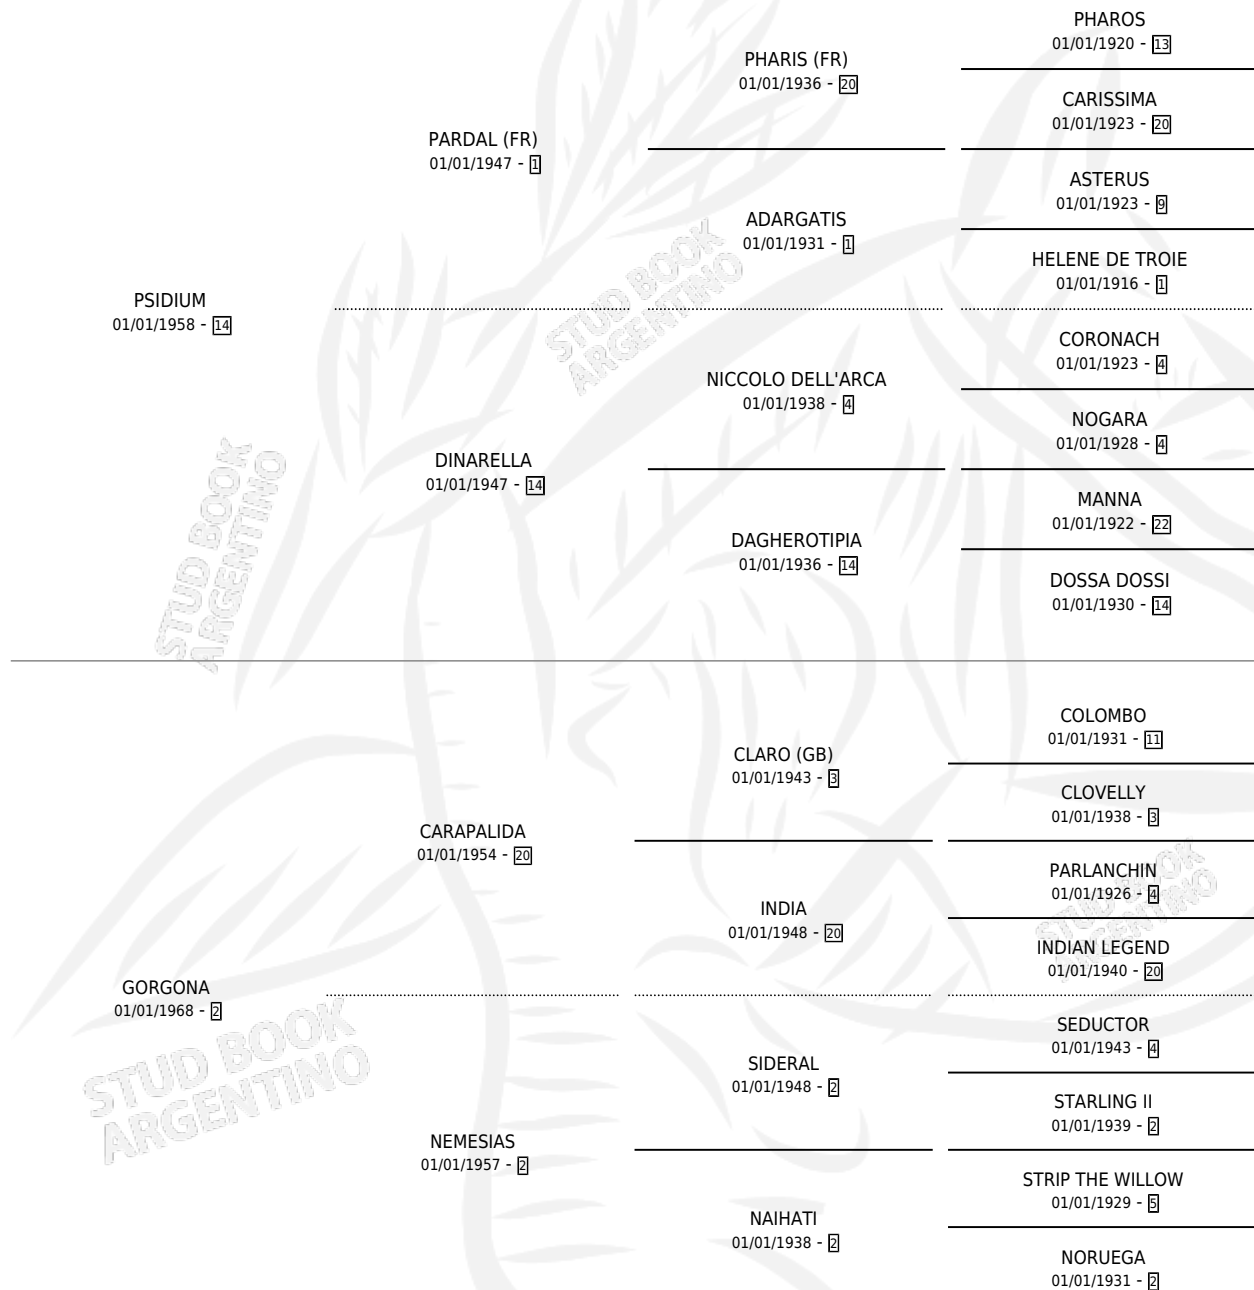 PHAROS
01/01/1920 - 13
PHARIS (FR)
01/01/1936 - 20
CARISSIMA
01/01/1923 - 20
PARDAL (FR)
01/01/1947 - 1
ASTERUS
01/01/1923 - 9
ADARGATIS
01/01/1931 - 1
HELENE DE TROIE
01/01/1916 - 1
PSIDIUM
01/01/1958 - 14
CORONACH
01/01/1923 - 4
NICCOLO DELL'ARCA
01/01/1938 - 4
NOGARA
01/01/1928 - 4
DINARELLA
01/01/1947 - 14
MANNA
01/01/1922 - 22
DAGHEROTIPIA
01/01/1936 - 14
DOSSA DOSSI
01/01/1930 - 14
COLOMBO
01/01/1931 - 11
CLARO (GB)
01/01/1943 - 3
CLOVELLY
01/01/1938 - 3
CARAPALIDA
01/01/1954 - 20
PARLANCHIN
01/01/1926 - 4
INDIA
01/01/1948 - 20
INDIAN LEGEND
01/01/1940 - 20
GORGONA
01/01/1968 - 2
SEDUCTOR
01/01/1943 - 4
SIDERAL
01/01/1948 - 2
STARLING II
01/01/1939 - 2
NEMESIAS
01/01/1957 - 2
STRIP THE WILLOW
01/01/1929 - 5
NAIHATI
01/01/1938 - 2
NORUEGA
01/01/1931 - 2
STUD BOOK
ARGENTINO
STUD BOOK
ARGENTINO
STUD BOOK
ARGENTINO
STUD BOOK
ARGENTINO